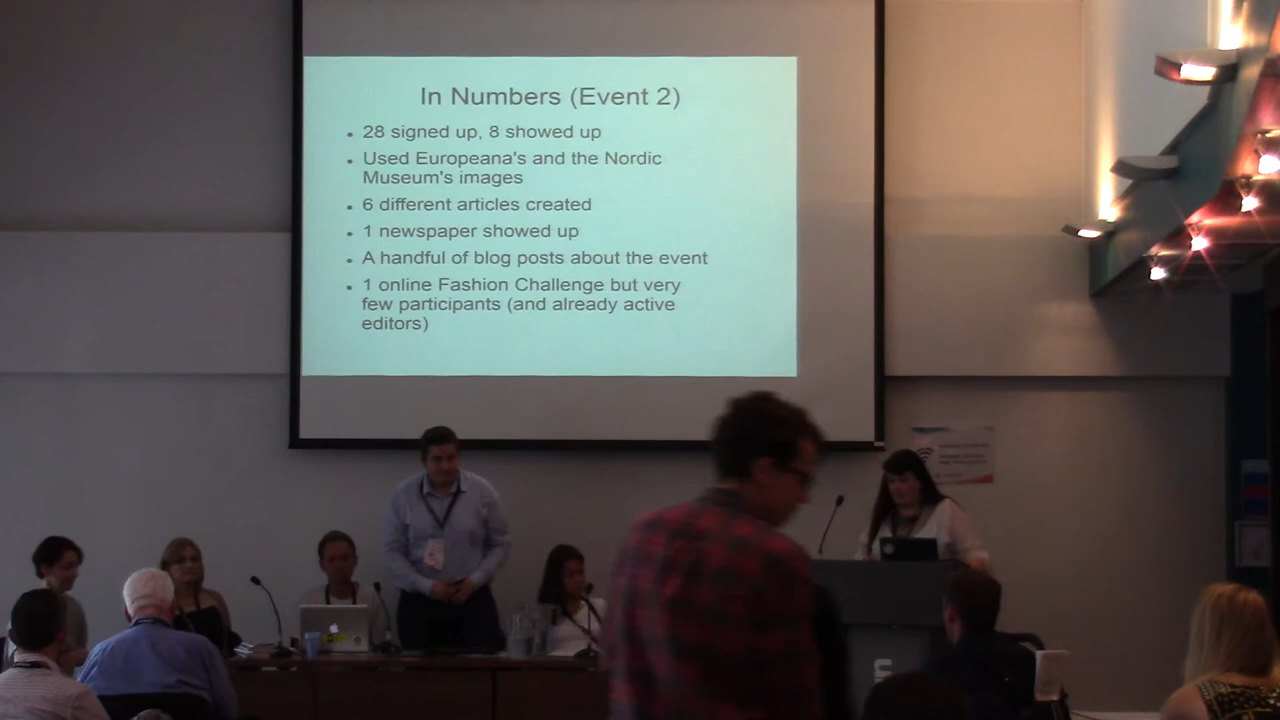 In Numbers (Event 2)
• 28 signed up, 8 showed up
• Used Europeana's and the Nordic
Museum's images
• 6 different articles created
• 1 newspaper showed up
• A handful of blog posts about the event
• 1 online Fashion Challenge but very
few participants (and already active
editors)